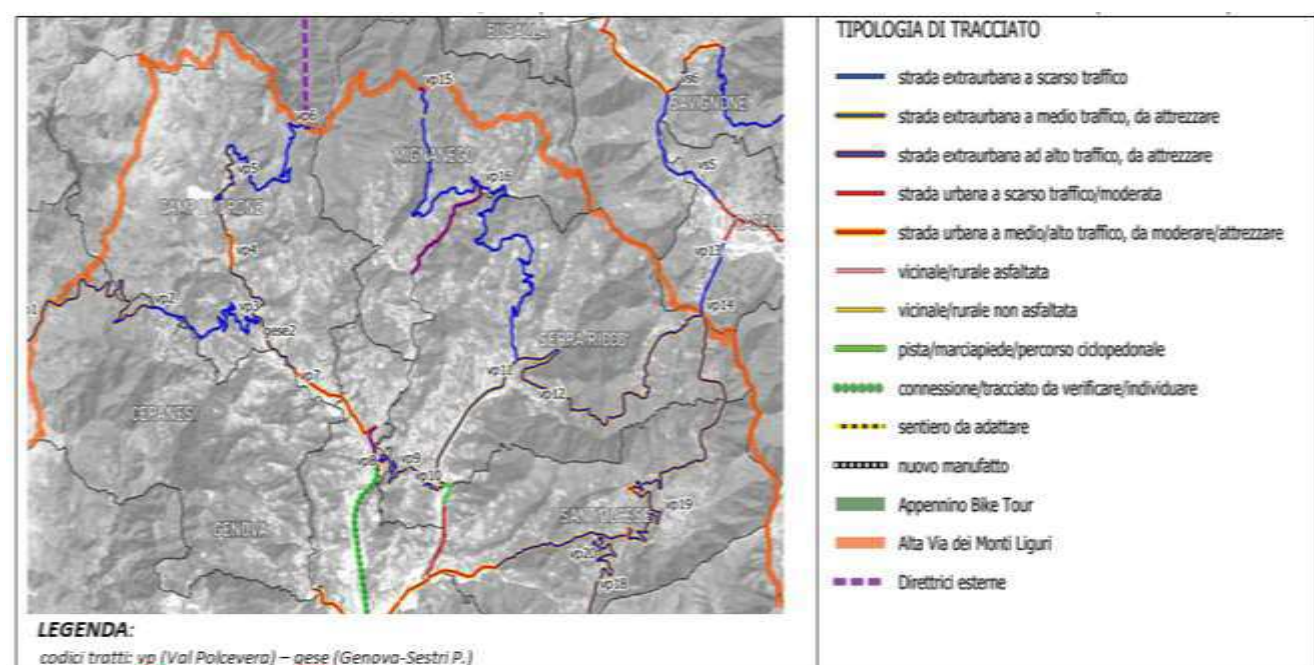 TIPOLOGIA DI TRACCIATO
strada extraurbana a scarso traffico
strada extraurbana a medio traffico, da attrezzare
strada extraurbana ad alto traffico, da attrezzare
strada urbana a scarso traffico/moderata
strada urbana a medio/alto traffico, da moderare/attrezzare
vicinale/rurale asfaltata
vicinale/rurale non asfaltata
pista/marciapiede/percorso ciclopedonale
connessione/tracciato da verificare/individuare
sentiero da adattare
nuovo manufatto
Appennino Bike Tour
Alta Via dei Monti Liguri
Direttrici esterne
BUSALLA
vs6
SAVIGNONE
vp15
vp6
MIGNANEGO
vp5
vp16
vs5
vp4
vp13
vp2
vp3
vp14
gese2
SERRA RICCO'
vp7
vp11
vp12
CERANESI
vp8
vp9
vp10
vp19
GENOVA
SANT'OLCESE
vp18
LEGENDA:
codici tratti: vp (Val Polcevera) – gese (Genova-Sestri P.)